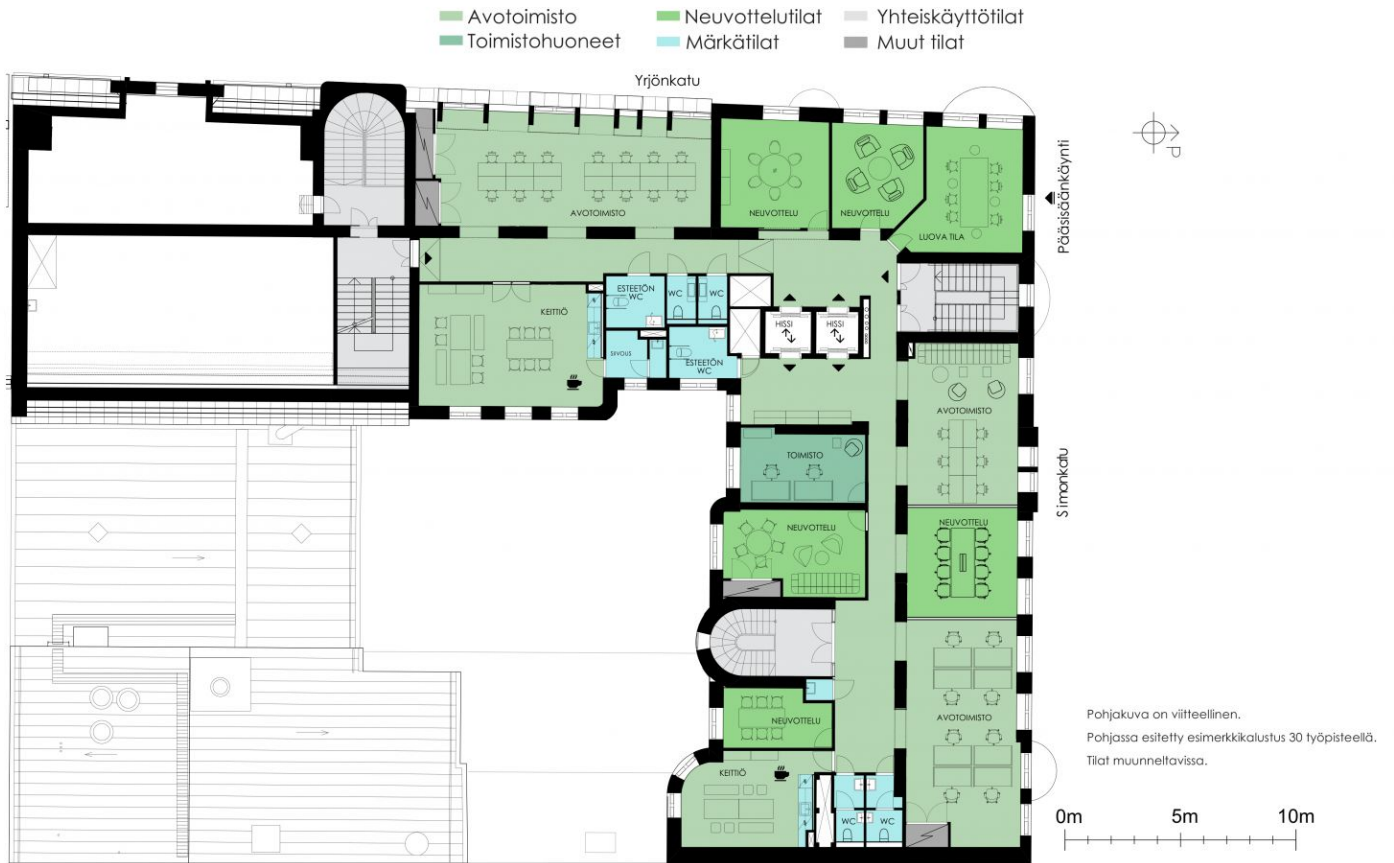 Avotoimisto
Neuvottelutilat
Yhteiskäyttötilat
Toimistohuoneet
Märkätilat
Muut tilat
Yrjönkatu
P
Pääsisäänkäynti
AVOTOIMISTO
NEUVOTTELU
NEUVOTTELU
LUOVA TILA
KEITTIÖ
ESTEETÖN
WC
WC
WC
HISSI
HISSI
SIIVOUS
ESTEETÖN
WC
AVOTOIMISTO
TOIMISTO
Simonkatu
NEUVOTTELU
NEUVOTTELU
NEUVOTTELU
AVOTOIMISTO
KEITTIÖ
WC
WC
Pohjakuva on viitteellinen.
Pohjassa esitetty esimerkkikalustus 30 työpisteellä.
Tilat muunneltavissa.
0m 5m 10m